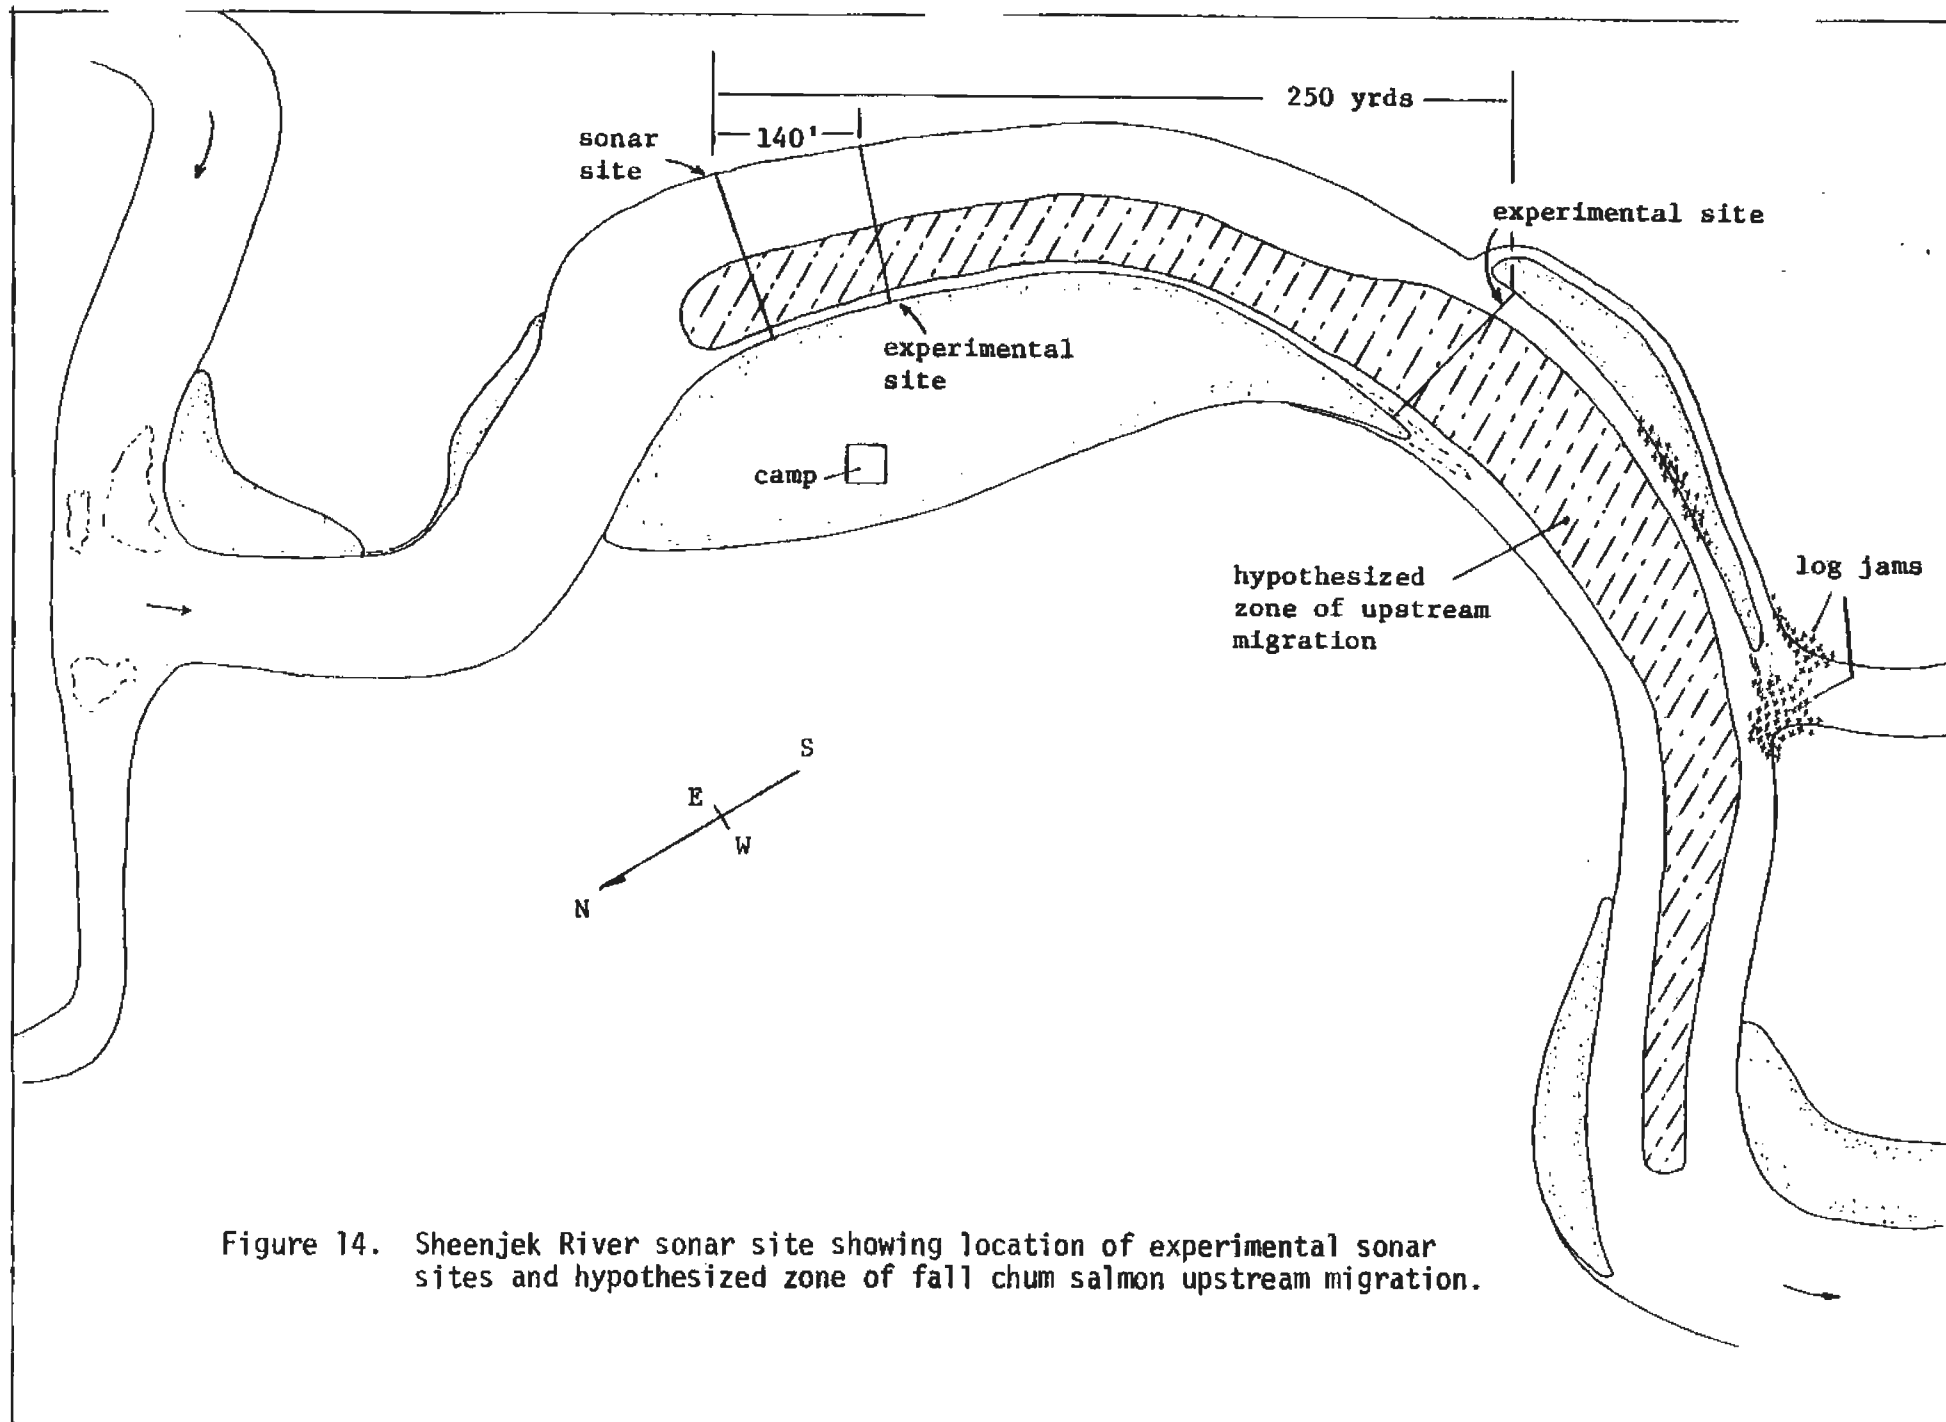 250 yrds
140'
sonar
site
experimental site
experimental
site
camp
hypothesized
zone of upstream
migration
log jams
S
E
W
N
Figure 14. Sheenjek River sonar site showing location of experimental sonar
sites and hypothesized zone of fall chum salmon upstream migration.